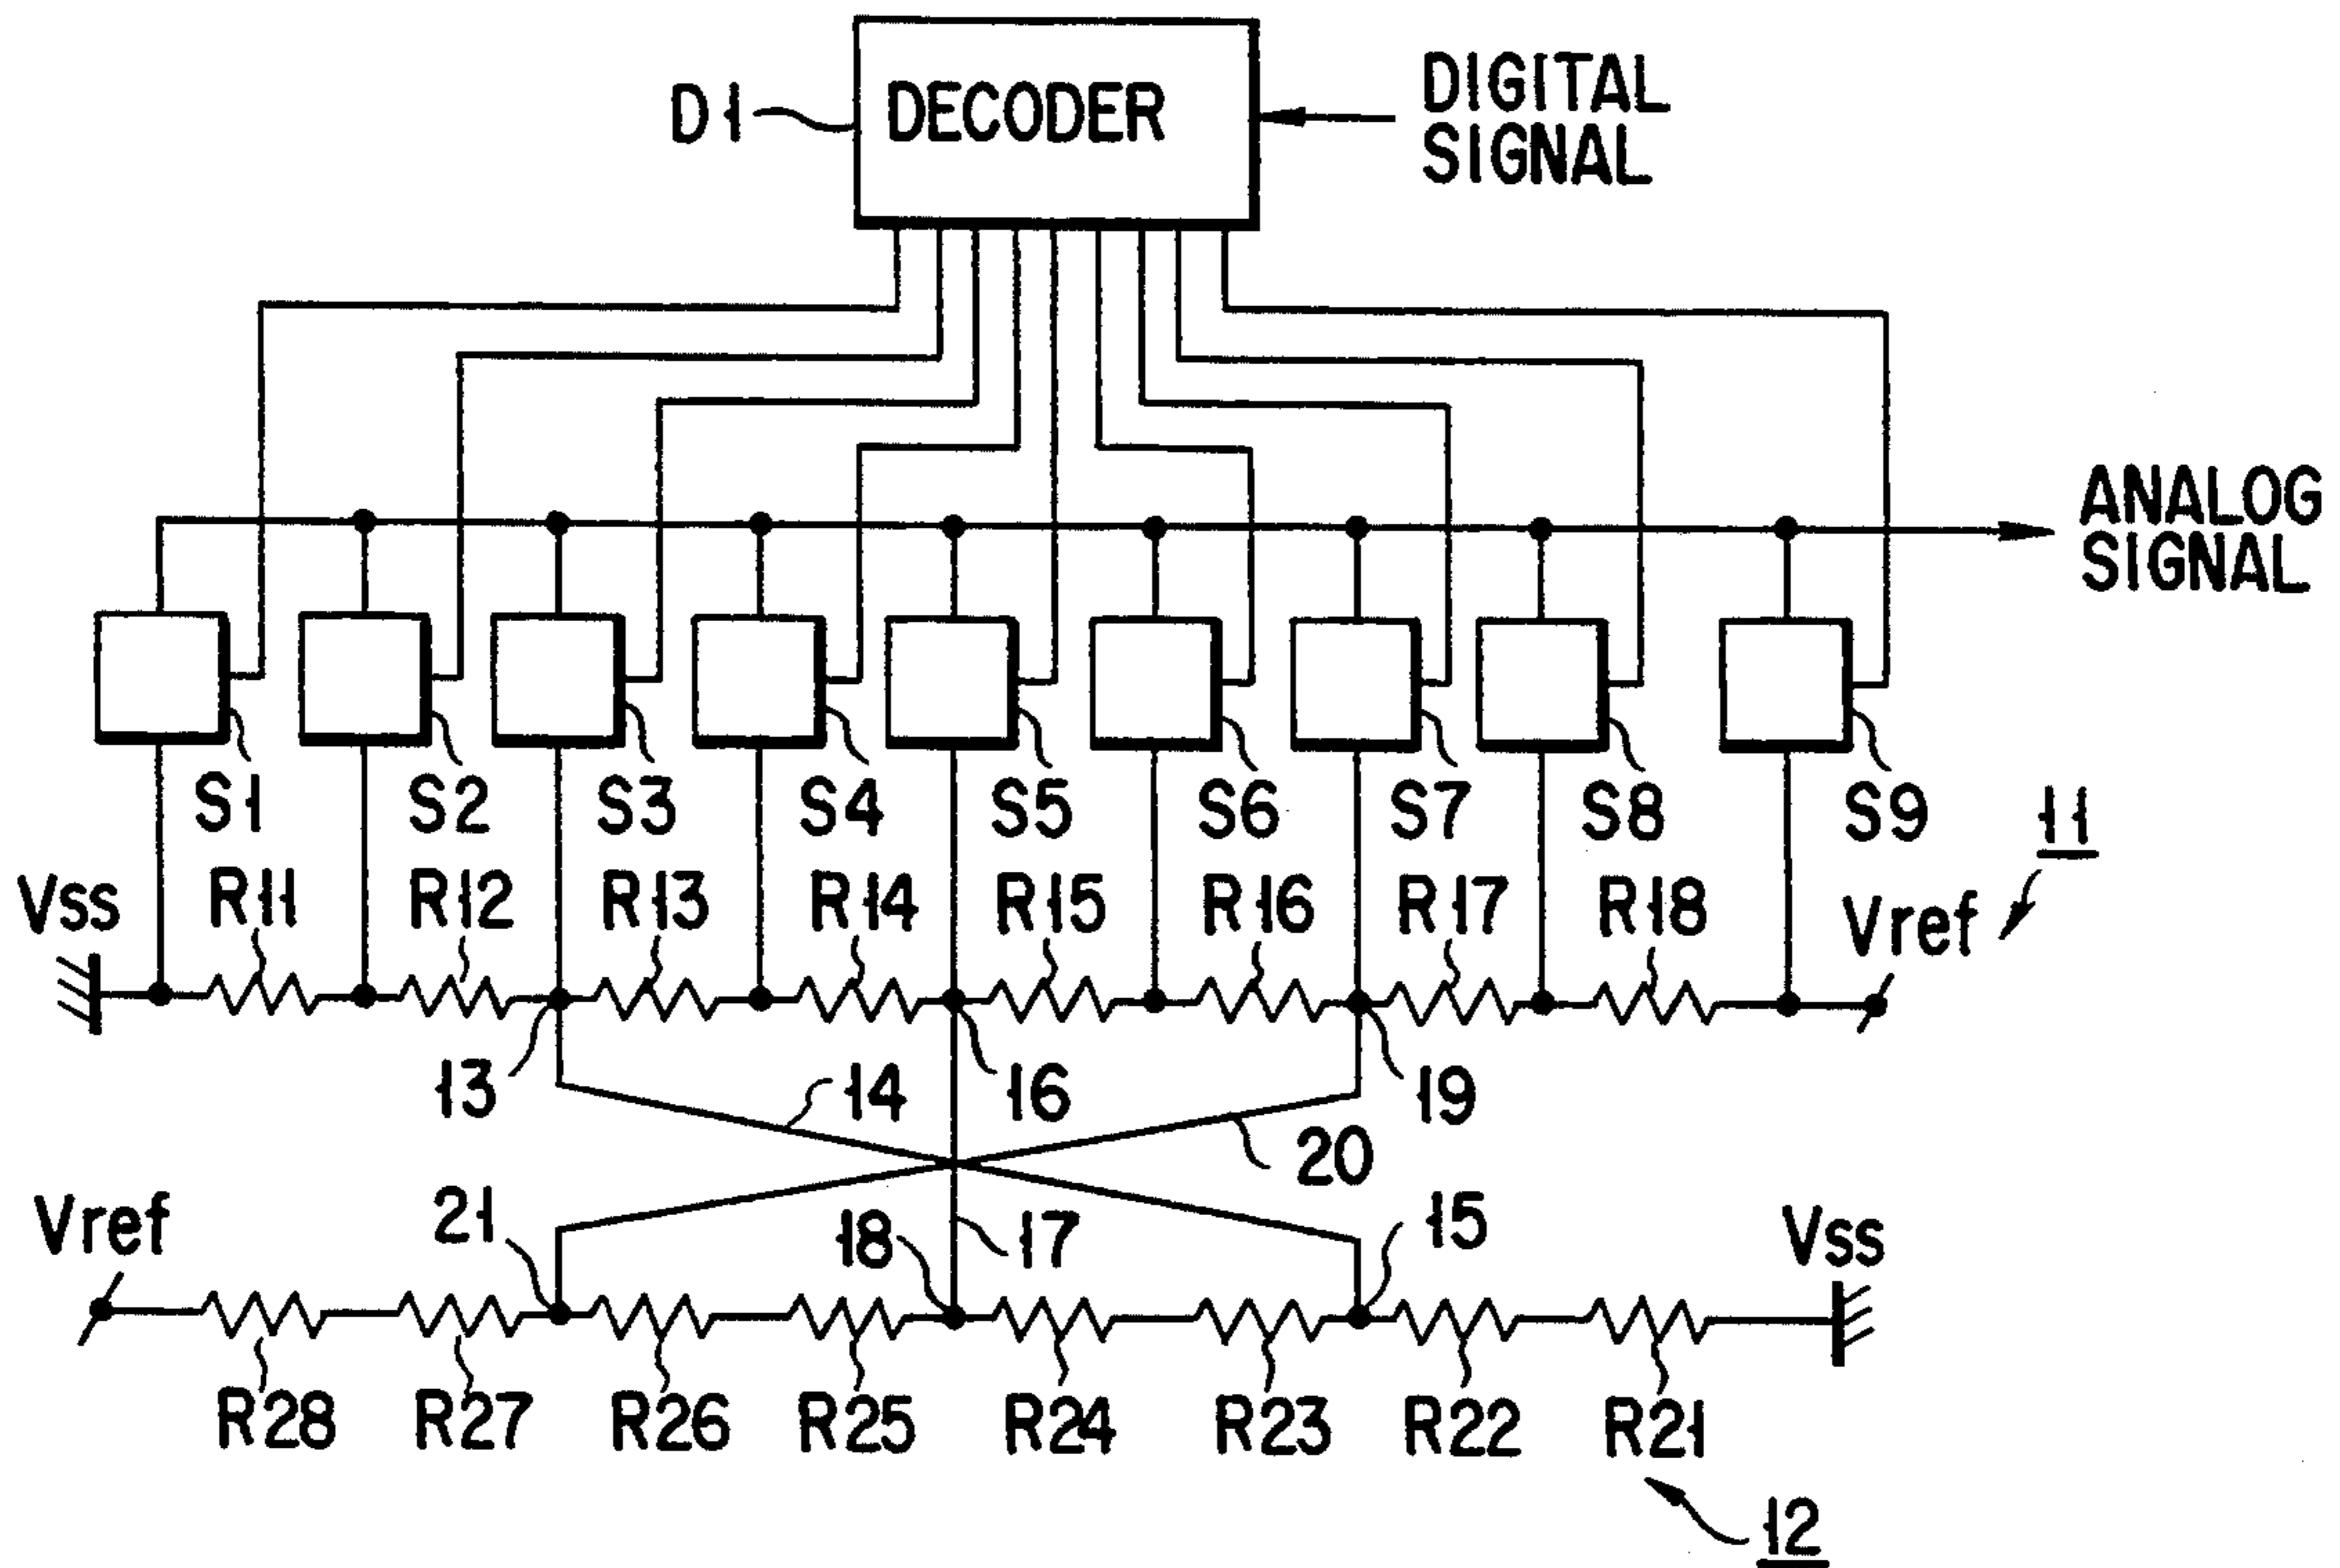 D1
DECODER
DIGITAL
SIGNAL
ANALOG
SIGNAL
S1
S2
S3
S4
S5
S6
S7
S8
S9
11
Vss
R11
R12
R13
R14
R15
R16
R17
R18
Vref
13
14
16
19
20
Vref
21
18
17
15
Vss
R28
R27
R26
R25
R24
R23
R22
R21
12